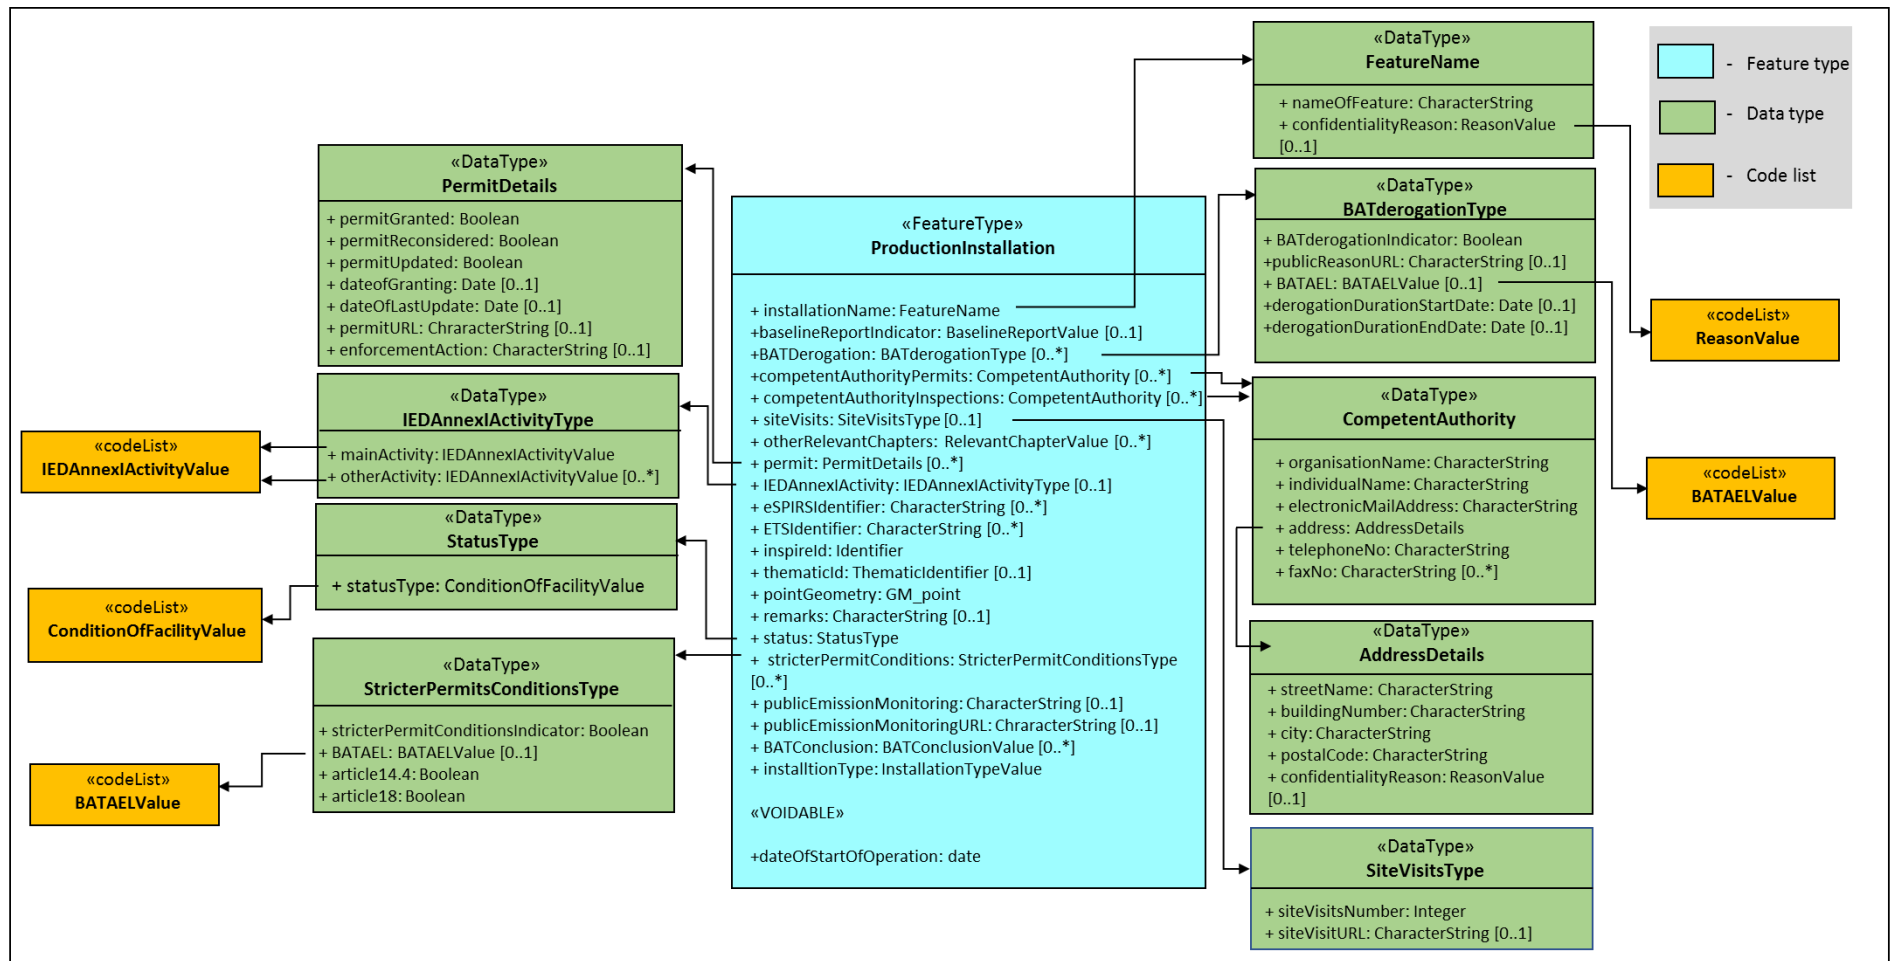 «DataType»
FeatureName
+ nameOfFeature: CharacterString
+ confidentialityReason: ReasonValue
[0..1]
- Feature type
- Data type
- Code list
«DataType»
PermitDetails
+ permitGranted: Boolean
+ permitReconsidered: Boolean
+ permitUpdated: Boolean
+ dateofGranting: Date [0..1]
+ dateOfLastUpdate: Date [0..1]
+ permitURL: ChraracterString [0..1]
+ enforcementAction: CharacterString [0..1]
«DataType»
IEDAnnexIActivityType
+ mainActivity: IEDAnnexIActivityValue
+ otherActivity: IEDAnnexIActivityValue [0..*]
«codeList»
IEDAnnexIActivityValue
«DataType»
StatusType
+ statusType: ConditionOfFacilityValue
«codeList»
ConditionOfFacilityValue
«DataType»
StricterPermitsConditionsType
+ stricterPermitConditionsIndicator: Boolean
+ BATAEL: BATAELValue [0..1]
+ article14.4: Boolean
+ article18: Boolean
«codeList»
BATAELValue
«FeatureType»
ProductionInstallation
+ installationName: FeatureName
+baselineReportIndicator: BaselineReportValue [0..1]
+BATDerogation: BATderogationType [0..*]
+competentAuthorityPermits: CompetentAuthority [0..*]
+ competentAuthorityInspections: CompetentAuthority [0..*]
+ siteVisits: SiteVisitsType [0..1]
+ otherRelevantChapters: RelevantChapterValue [0..*]
+ permit: PermitDetails [0..*]
+ IEDAnnexIActivity: IEDAnnexIActivityType [0..1]
+ eSPIRSIdentifier: CharacterString [0..*]
+ ETSIdentifier: CharacterString [0..*]
+ inspireId: Identifier
+ thematicId: ThematicIdentifier [0..1]
+ pointGeometry: GM_point
+ remarks: CharacterString [0..1]
+ status: StatusType
+ stricterPermitConditions: StricterPermitConditionsType
[0..*]
+ publicEmissionMonitoring: CharacterString [0..1]
+ publicEmissionMonitoringURL: ChraracterString [0..1]
+ BATConclusion: BATConclusionValue [0..*]
+ installtionType: InstallationTypeValue
«VOIDABLE»
+dateOfStartOfOperation: date
«DataType»
BATderogationType
+ BATderogationIndicator: Boolean
+publicReasonURL: CharacterString [0..1]
+ BATAEL: BATAELValue [0..1]
+derogationDurationStartDate: Date [0..1]
+derogationDurationEndDate: Date [0..1]
«codeList»
ReasonValue
«DataType»
CompetentAuthority
+ organisationName: CharacterString
+ individualName: CharacterString
+ electronicMailAddress: CharacterString
+ address: AddressDetails
+ telephoneNo: CharacterString
+ faxNo: CharacterString [0..*]
«codeList»
BATAELValue
«DataType»
AddressDetails
+ streetName: CharacterString
+ buildingNumber: CharacterString
+ city: CharacterString
+ postalCode: CharacterString
+ confidentialityReason: ReasonValue
[0..1]
«DataType»
SiteVisitsType
+ siteVisitsNumber: Integer
+ siteVisitURL: CharacterString [0..1]